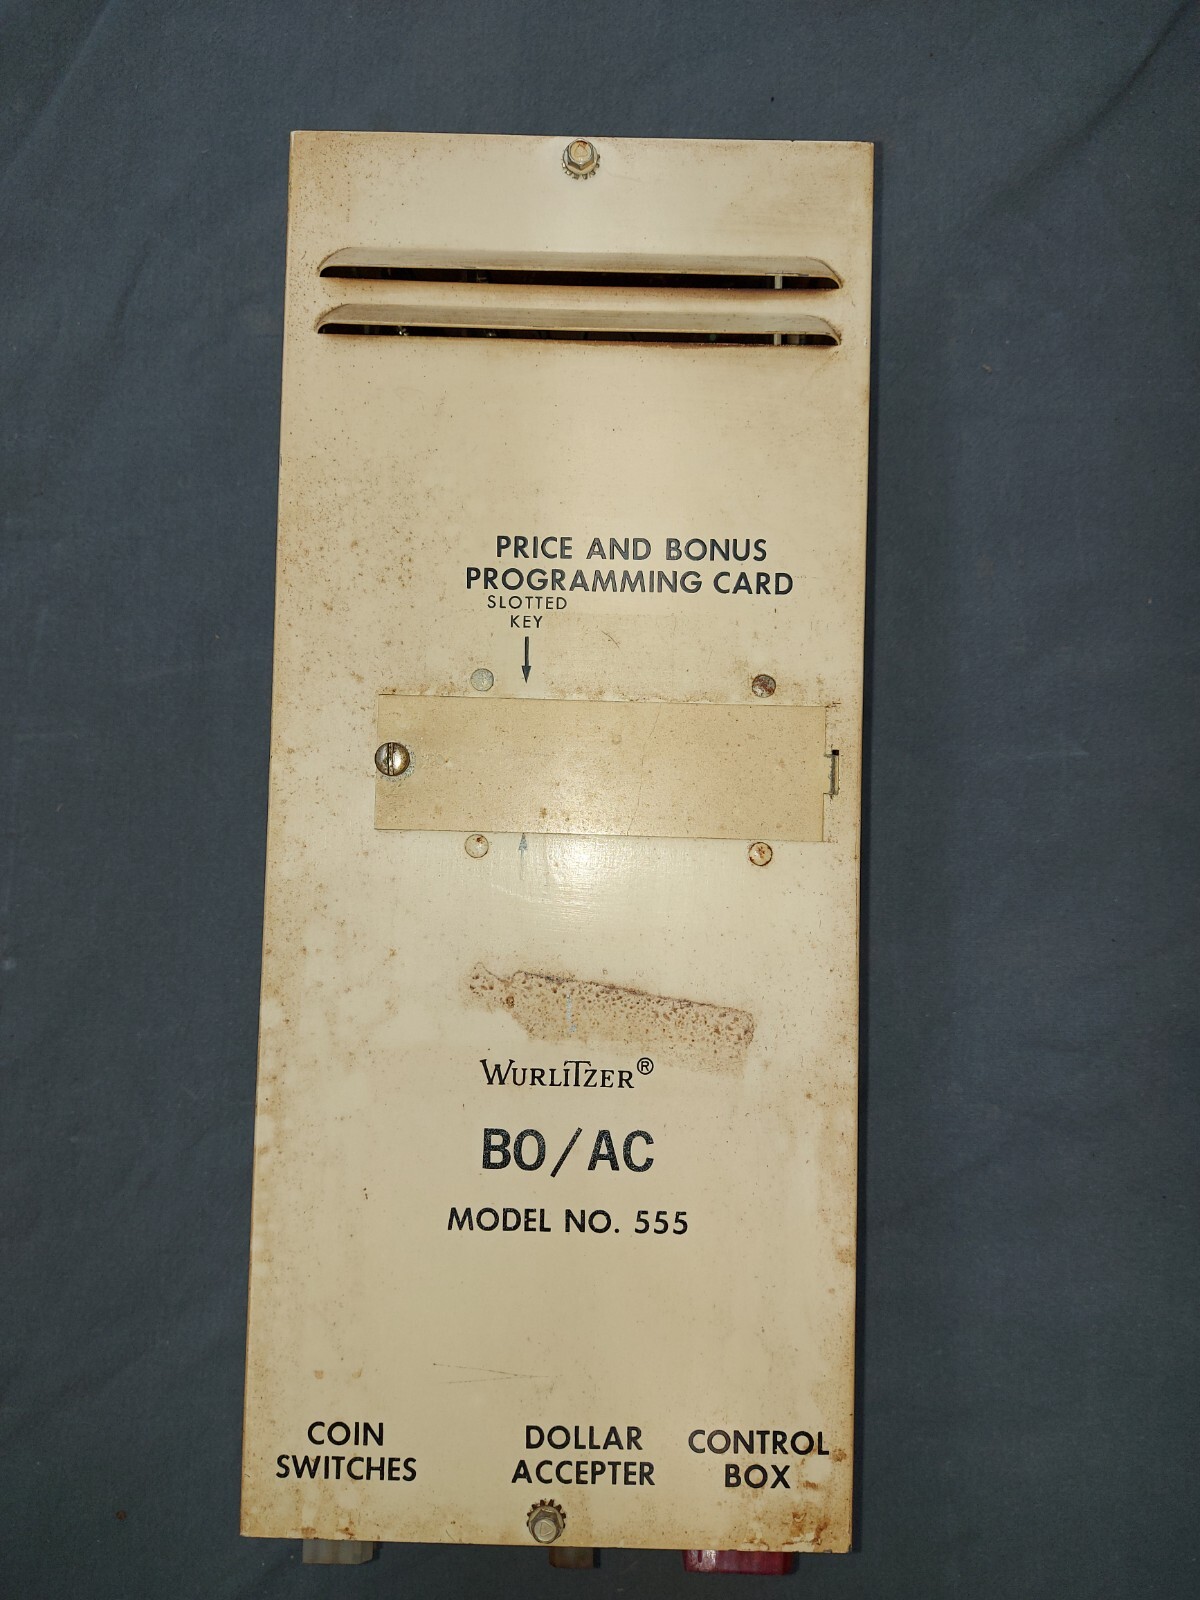 PRICE AND BONUS
PROGRAMMING CARD
SLOTTED
KEY
WURLITZER®
BO/AC
MODEL NO. 555
COIN
SWITCHES
DOLLAR
ACCEPTER
CONTROL
BOX